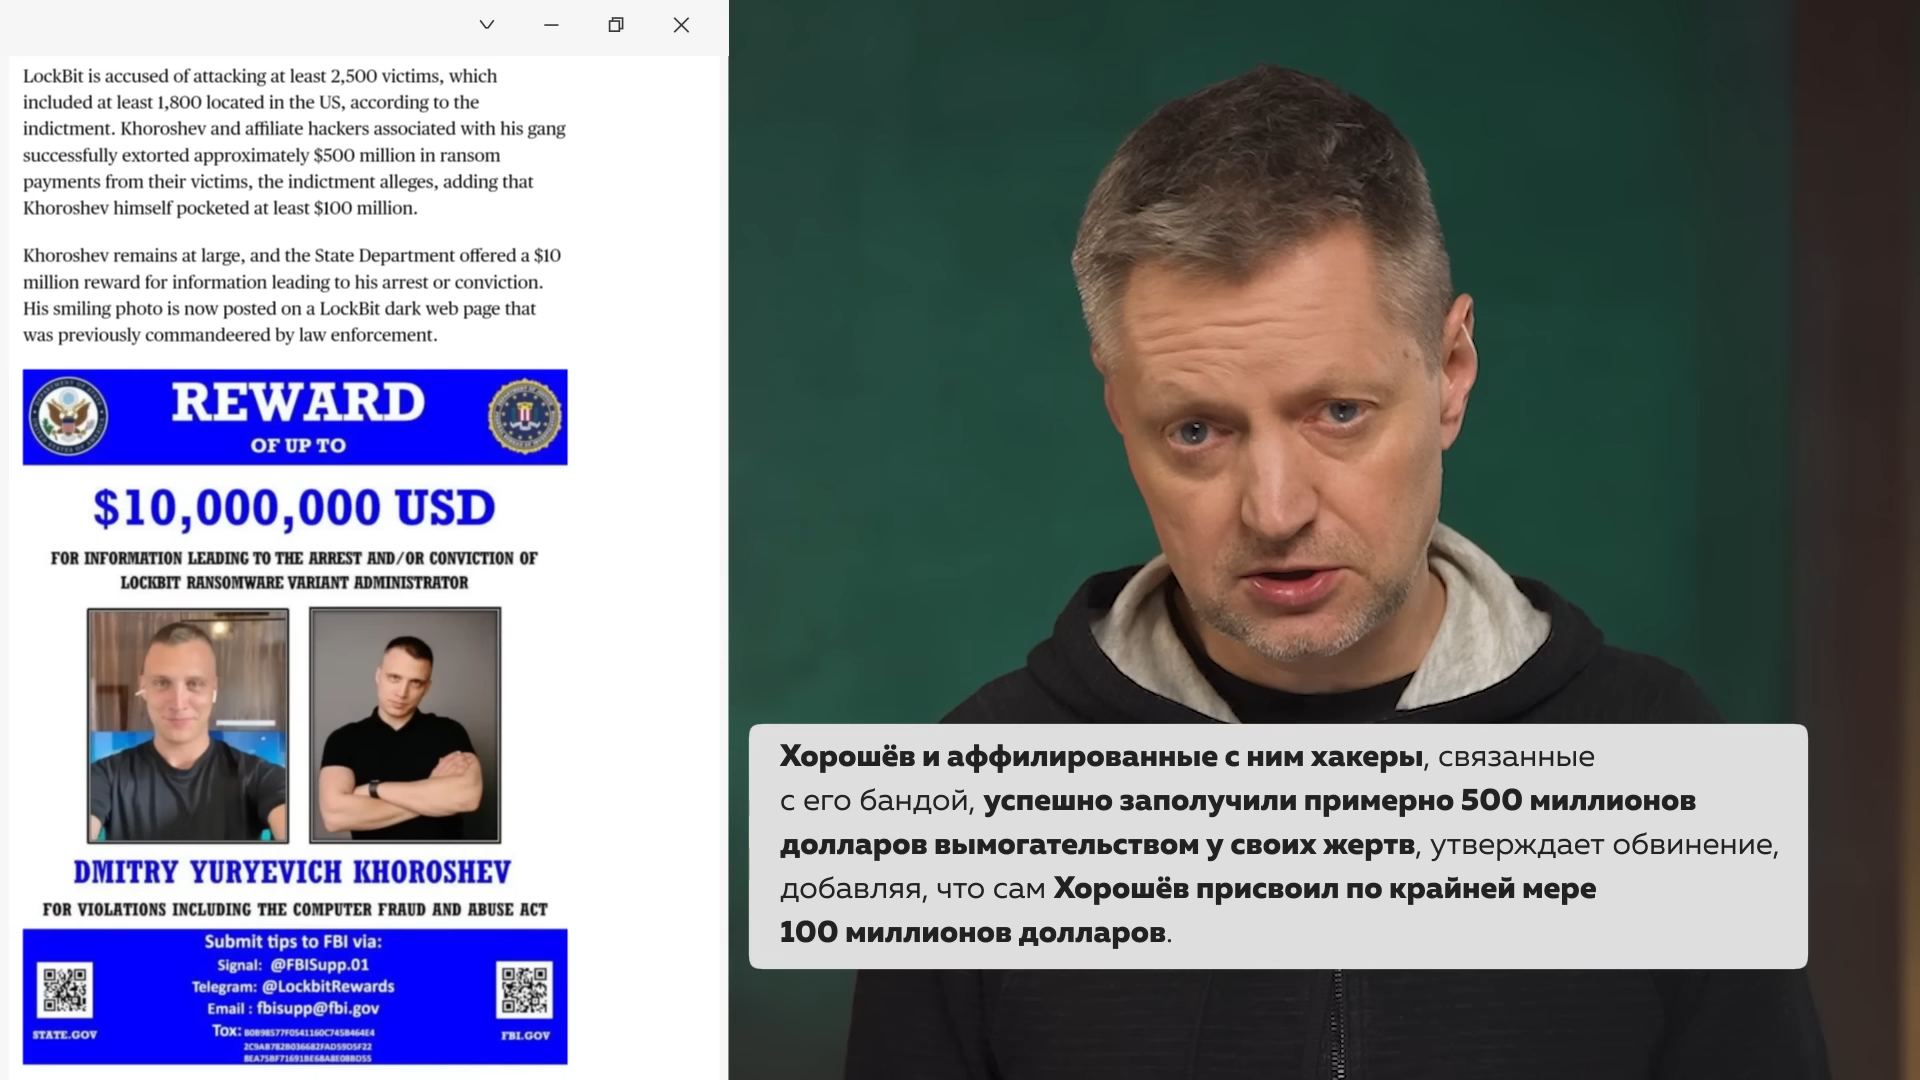 LockBit is accused of attacking at least 2,500 victims, which
included at least 1,800 located in the US, according to the
indictment. Khoroshev and affiliate hackers associated with his gang
successfully extorted approximately $500 million in ransom
payments from their victims, the indictment alleges, adding that
Khoroshev himself pocketed at least $100 million.
Khoroshev remains at large, and the State Department offered a $10
million reward for information leading to his arrest or conviction.
His smiling photo is now posted on a LockBit dark web page that
was previously commandeered by law enforcement.
REWARD
OF UP TO
$10,000,000 USD
FOR INFORMATION LEADING TO THE ARREST AND/OR CONVICTION OF
LOCKBIT RANSOMWARE VARIANT ADMINISTRATOR
DMITRY YURYEVICH KHOROSHEV
FOR VIOLATIONS INCLUDING THE COMPUTER FRAUD AND ABUSE ACT
Submit tips to FBI via:
Signal: @FBISupp.01
Telegram: @LockbitRewards
Email : fbisupp@fbi.gov
Tox:
STATE.GOV
FBI.GOV
Хорошёв и аффилированные с ним хакеры, связанные
с его бандой, успешно заполучили примерно 500 миллионов
долларов вымогательством у своих жертв, утверждает обвинение,
добавляя, что сам Хорошёв присвоил по крайней мере
100 миллионов долларов.